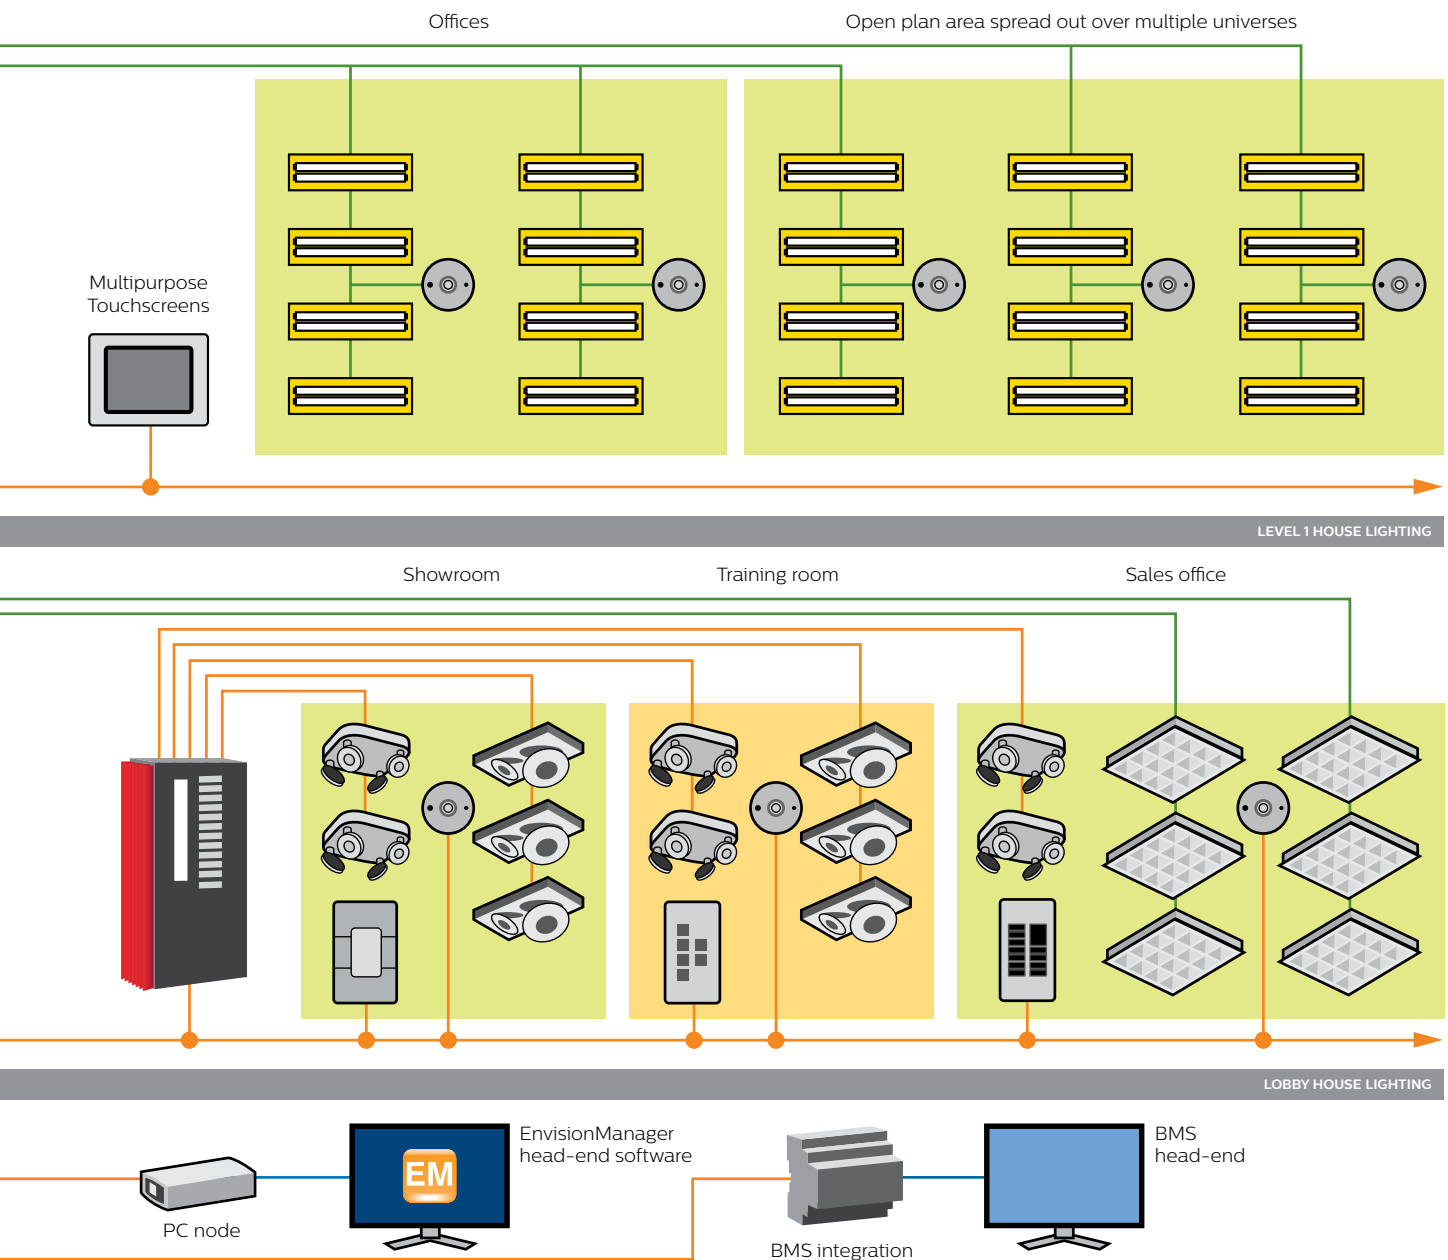 Offices
Open plan area spread out over multiple universes
Multipurpose
Touchscreens
LEVEL 1 HOUSE LIGHTING
Showroom
Training room
Sales office
LOBBY HOUSE LIGHTING
EnvisionManager
head-end software
EM
BMS
head-end
PC node
BMS integration